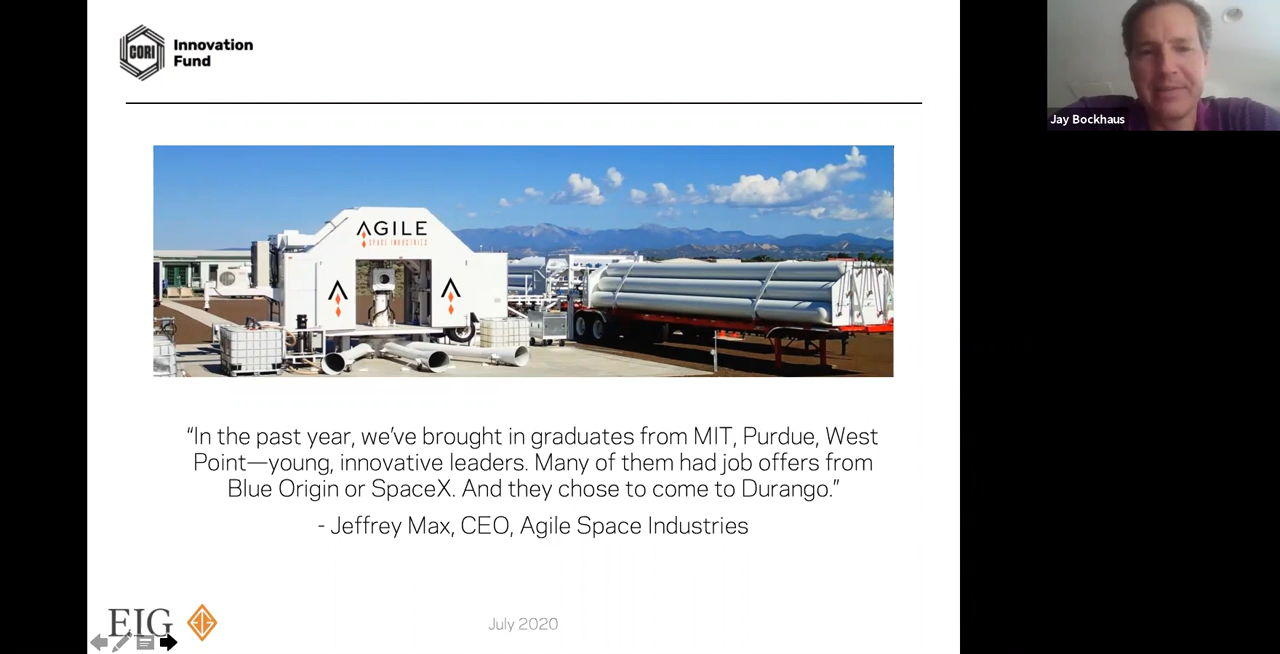 CORI
Innovation
Fund
Jay Bockhaus
AGILE
SPACE INDUSTRIES
“In the past year, we’ve brought in graduates from MIT, Purdue, West
Point—young, innovative leaders. Many of them had job offers from
Blue Origin or SpaceX. And they chose to come to Durango.”
- Jeffrey Max, CEO, Agile Space Industries
EIG
July 2020